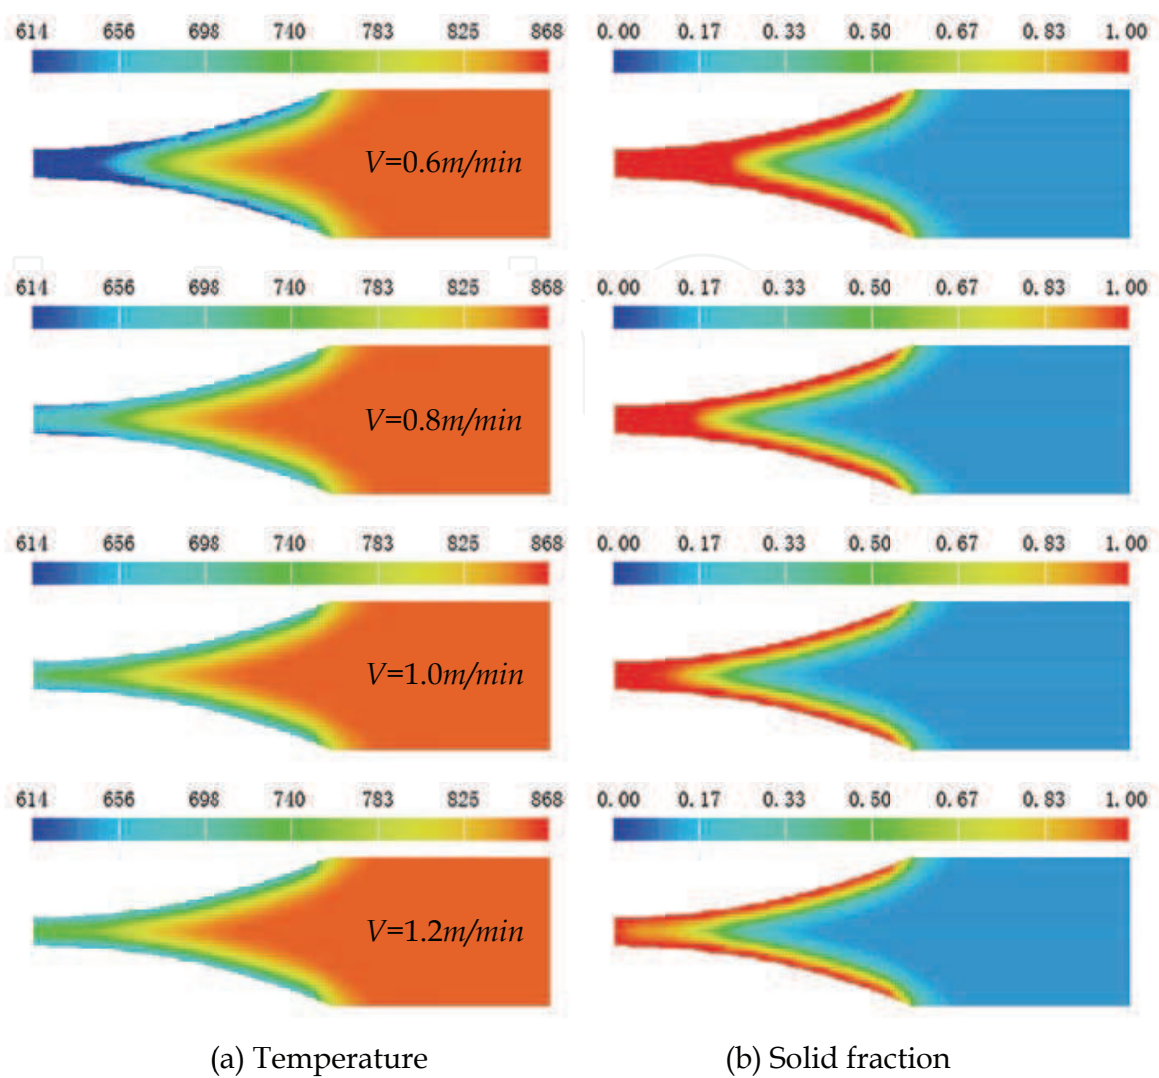 614 656 698 740 783 825 868
0.00 0.17 0.33 0.50 0.67 0.83 1.00
V=0.6m/min
614 656 698 740 783 825 868
0.00 0.17 0.33 0.50 0.67 0.83 1.00
V=0.8m/min
614 656 698 740 783 825 868
0.00 0.17 0.33 0.50 0.67 0.83 1.00
V=1.0m/min
614 656 698 740 783 825 868
0.00 0.17 0.33 0.50 0.67 0.83 1.00
V=1.2m/min
(a) Temperature
(b) Solid fraction